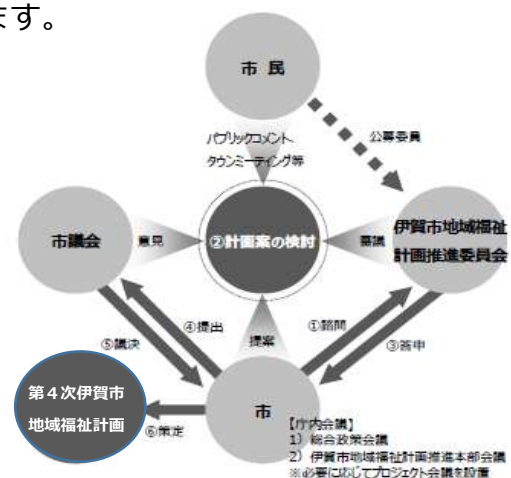 ます。
市 民
パブリックコメント、
タウンミーティング等
公募委員
市議会
意見
②計画案の検討
審議
伊賀市地域福祉
計画推進委員会
④提出
⑤議決
提案
①諮問
③答申
第４次伊賀市
地域福祉計画
⑥策定
市
【庁内会議】
1） 総合政策会議
2） 伊賀市地域福祉計画推進本部会議
※必要に応じてプロジェクト会議を設置